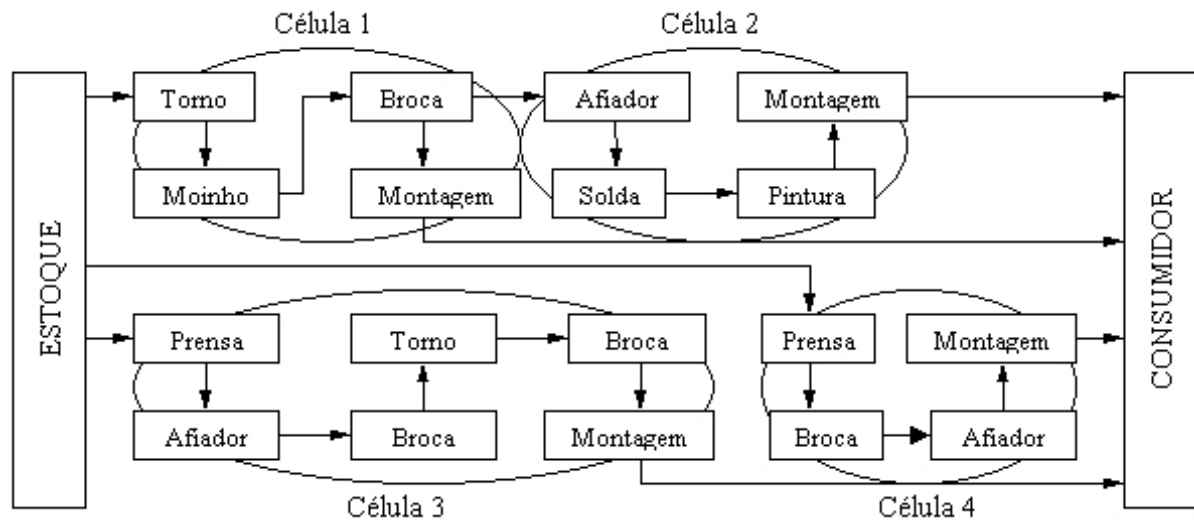 Célula 1
Célula 2
ESTOQUE
Torno
Broca
Afiador
Montagem
CONSUMIDOR
Moinho
Montagem
Solda
Pintura
Prensa
Torno
Broca
Prensa
Montagem
Afiador
Broca
Montagem
Broca
Afiador
Célula 3
Célula 4